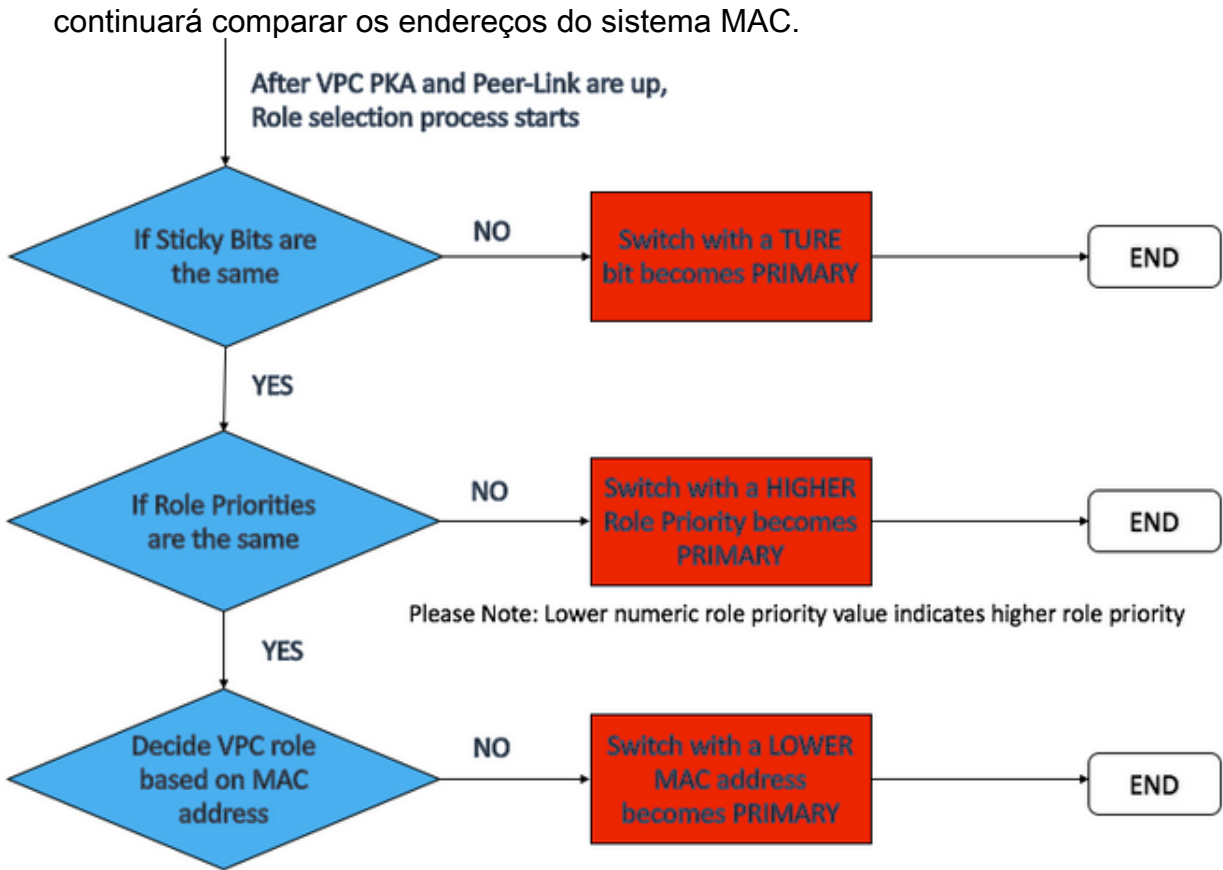 continuará comparar os endereços do sistema MAC.
After VPC PKA and Peer-Link are up,
Role selection process starts
If Sticky Bits are
the same
NO
Switch with a TURE
bit becomes PRIMARY
END
YES
If Role Priorities
are the same
NO
Switch with a HIGHER
Role Priority becomes
PRIMARY
END
Please Note: Lower numeric role priority value indicates higher role priority
YES
Decide VPC role
based on MAC
address
NO
Switch with a LOWER
MAC address
becomes PRIMARY
END